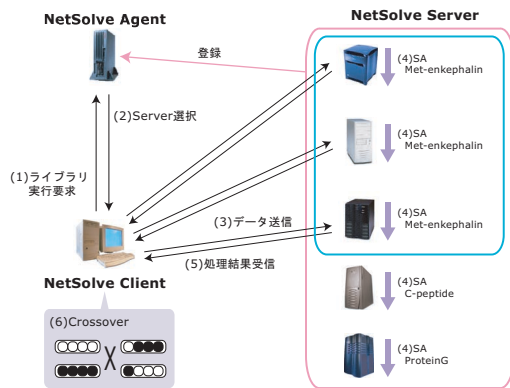 NetSolve Agent
NetSolve Server
登録
(4)SA
Met-enkephalin
(2)Server選択
(1)ライブラリ
実行要求
(4)SA
Met-enkephalin
(3)データ送信
(4)SA
Met-enkephalin
(5)処理結果受信
NetSolve Client
(4)SA
C-peptide
(6)Crossover
(4)SA
ProteinG